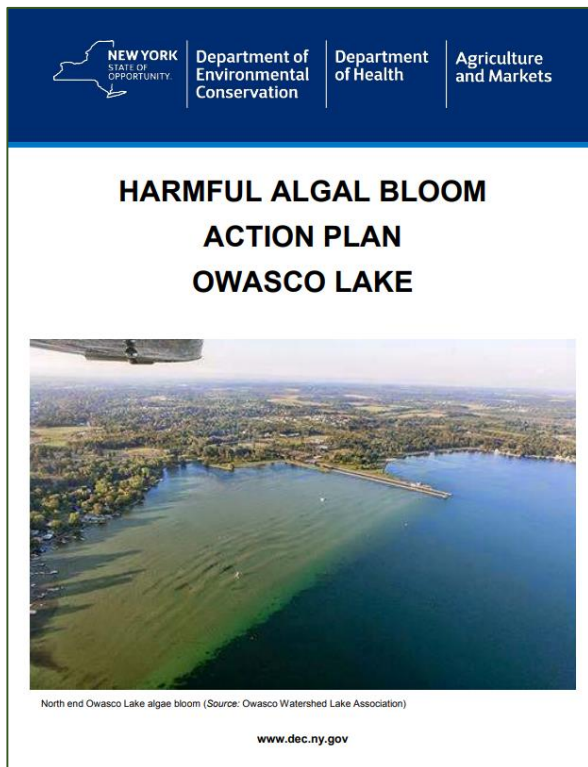 NEW YORK
STATE OF
OPPORTUNITY.
Department of
Environmental
Conservation
Department
of Health
Agriculture
and Markets
HARMFUL ALGAL BLOOM
ACTION PLAN
OWASCO LAKE
North end Owasco Lake algae bloom (Source: Owasco Watershed Lake Association)
www.dec.ny.gov